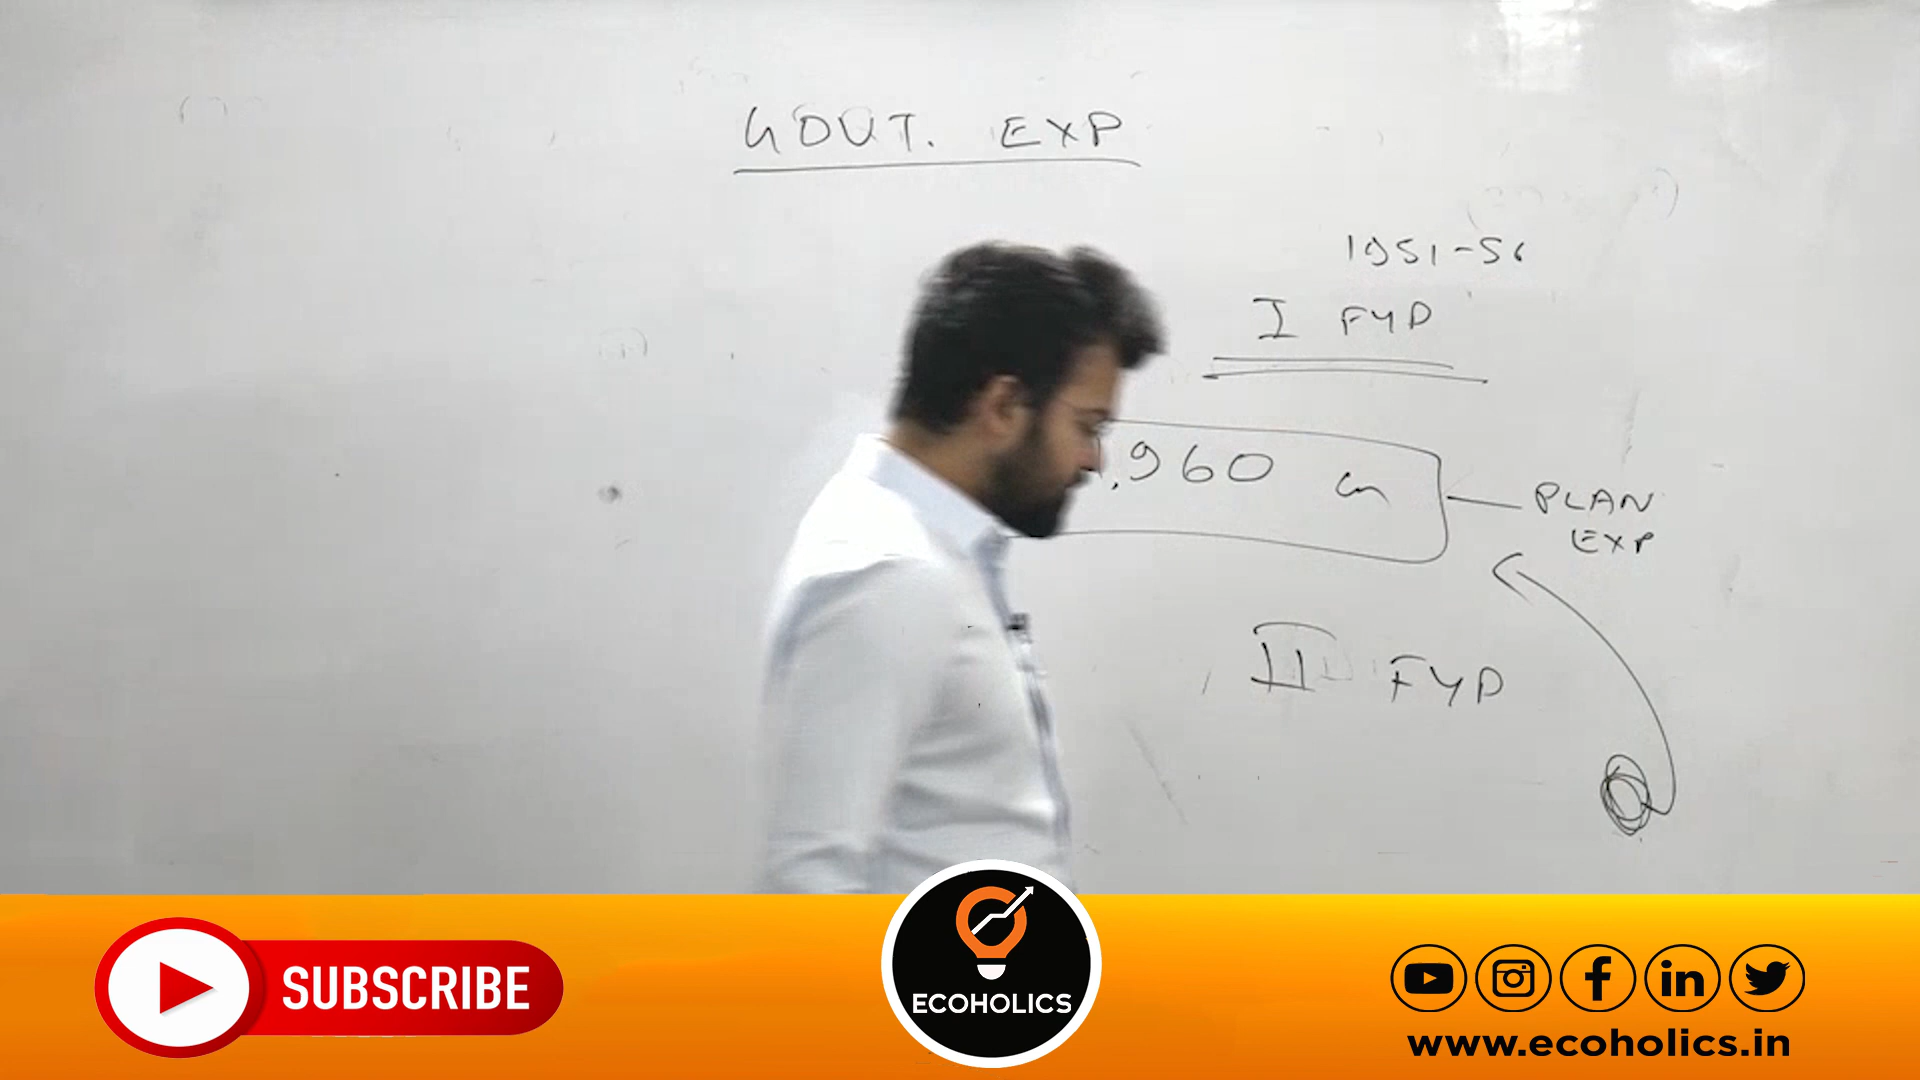 GOVT. EXP
1951-56
I FYP
,960 cr
PLAN
EXP
II FYP
SUBSCRIBE
ECOHOLICS
www.ecoholics.in